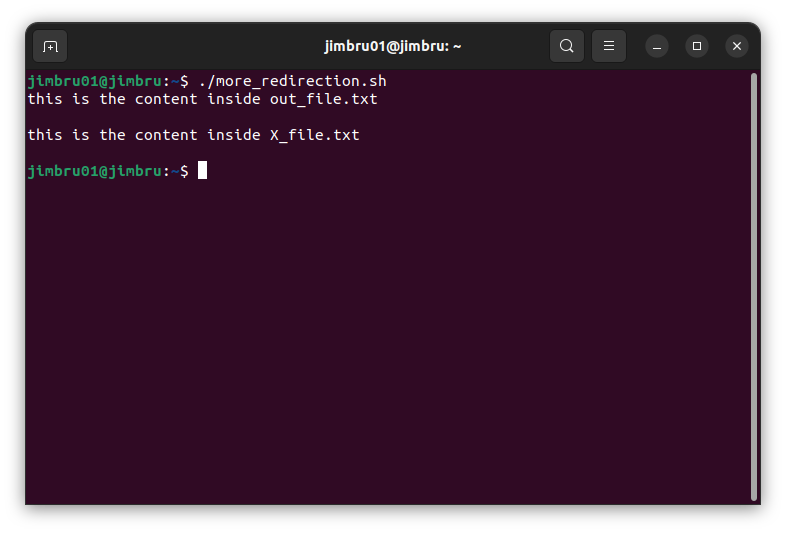 jimbru01@jimbru: ~
jimbru01@jimbru:~$ ./more_redirection.sh
this is the content inside out_file.txt
this is the content inside X_file.txt
jimbru01@jimbru:~$